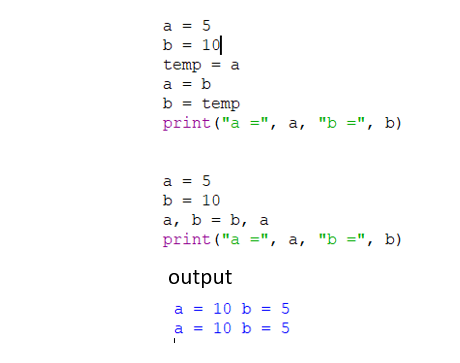 a = 5
b = 10
temp = a
a = b
b = temp
print("a =", a, "b =", b)
a = 5
b = 10
a, b = b, a
print("a =", a, "b =", b)
output
a = 10 b = 5
a = 10 b = 5